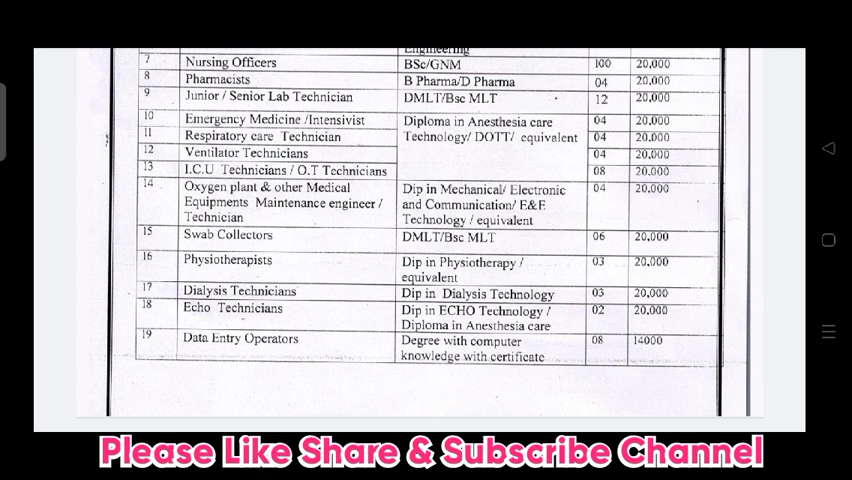 Engineering
7 Nursing Officers BSc/GNM 100 20,000
8 Pharmacists B Pharma/D Pharma 04 20,000
9 Junior / Senior Lab Technician DMLT/Bsc MLT 12 20,000
10 Emergency Medicine /Intensivist Diploma in Anesthesia care 04 20,000
11 Respiratory care Technician Technology/ DOTT/ equivalent 04 20,000
12 Ventilator Technicians 04 20,000
13 I.C.U Technicians / O.T Technicians 08 20.000
14 Oxygen plant & other Medical Dip in Mechanical/ Electronic 04 20,000
Equipments Maintenance engineer / and Communication/ E&E
Technician Technology / equivalent
15 Swab Collectors DMLT/Bsc MLT 06 20,000
16 Physiotherapists Dip in Physiotherapy / 03 20,000
equivalent
17 Dialysis Technicians Dip in Dialysis Technology 03 20,000
18 Echo Technicians Dip in ECHO Technology / 02 20.000
Diploma in Anesthesia care
19 Data Entry Operators Degree with computer 08 14000
knowledge with certificate
Please Like Share & Subscribe Channel